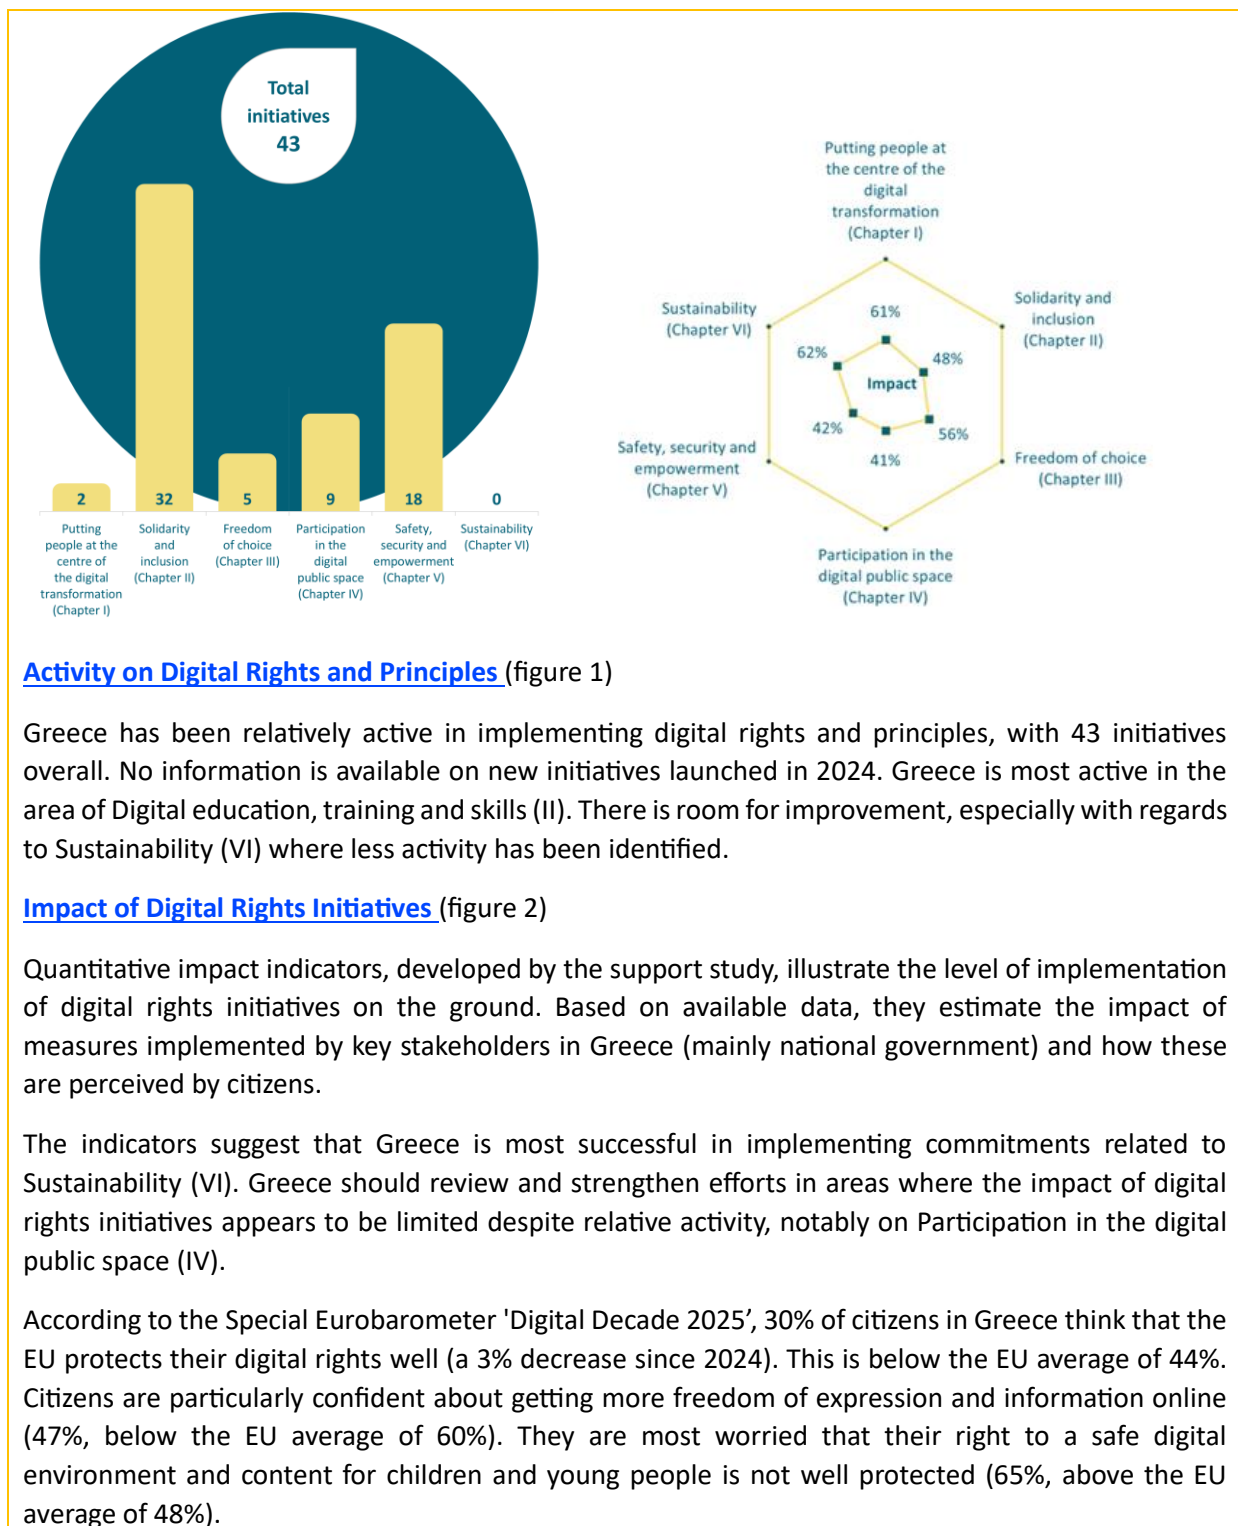 Total
initiatives
43
2
32
5
9
18
0
Putting
people at the
centre of
the digital
transformation
(Chapter I)
Solidarity
and
inclusion
(Chapter II)
Freedom
of choice
(Chapter III)
Participation
in the
digital
public space
(Chapter IV)
Safety,
security and
empowerment
(Chapter V)
Sustainability
(Chapter VI)
Putting people at
the centre of the
digital
transformation
(Chapter I)
Solidarity and
inclusion
(Chapter II)
Freedom of choice
(Chapter III)
Participation in the
digital public space
(Chapter IV)
Safety, security and
empowerment
(Chapter V)
Sustainability
(Chapter VI)
61%
48%
56%
41%
42%
62%
Impact
Activity on Digital Rights and Principles (figure 1)
Greece has been relatively active in implementing digital rights and principles, with 43 initiatives
overall. No information is available on new initiatives launched in 2024. Greece is most active in the
area of Digital education, training and skills (II). There is room for improvement, especially with regards
to Sustainability (VI) where less activity has been identified.
Impact of Digital Rights Initiatives (figure 2)
Quantitative impact indicators, developed by the support study, illustrate the level of implementation
of digital rights initiatives on the ground. Based on available data, they estimate the impact of
measures implemented by key stakeholders in Greece (mainly national government) and how these
are perceived by citizens.
The indicators suggest that Greece is most successful in implementing commitments related to
Sustainability (VI). Greece should review and strengthen efforts in areas where the impact of digital
rights initiatives appears to be limited despite relative activity, notably on Participation in the digital
public space (IV).
According to the Special Eurobarometer 'Digital Decade 2025’, 30% of citizens in Greece think that the
EU protects their digital rights well (a 3% decrease since 2024). This is below the EU average of 44%.
Citizens are particularly confident about getting more freedom of expression and information online
(47%, below the EU average of 60%). They are most worried that their right to a safe digital
environment and content for children and young people is not well protected (65%, above the EU
average of 48%).